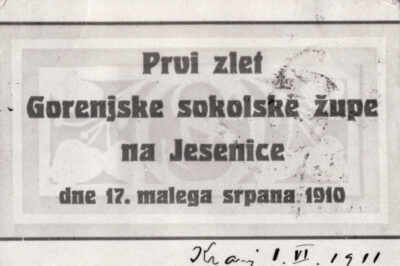 Prvi zlet
Gorenjske sokolske župe
na Jesenice
dne 17. malega srpana 1910
Kranj 1. VI. 1911